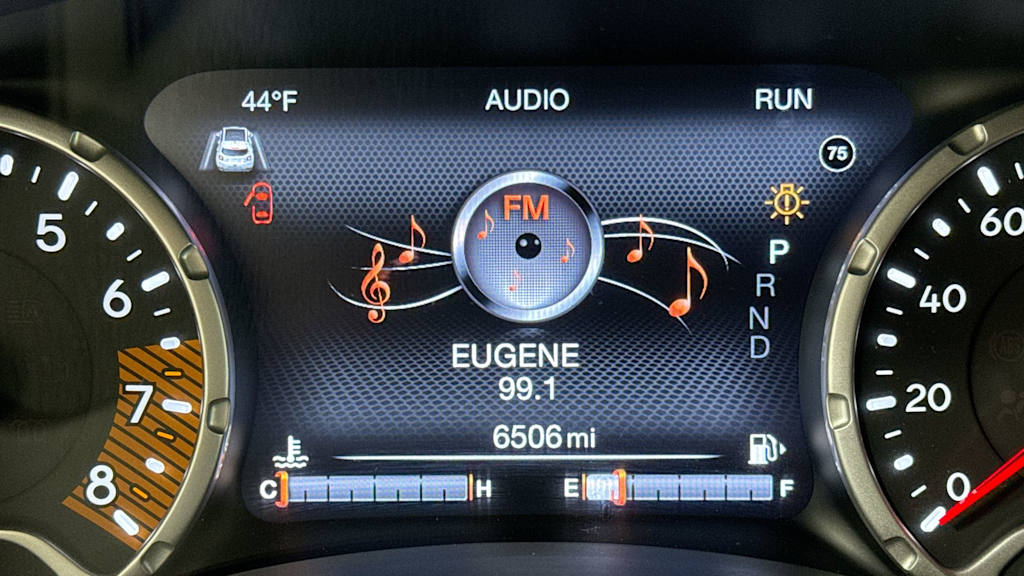 44°F AUDIO RUN
75
FM
P
R
N
D
EUGENE
99.1
6506 mi
C H E F
5
6
7
8
60
40
20
0